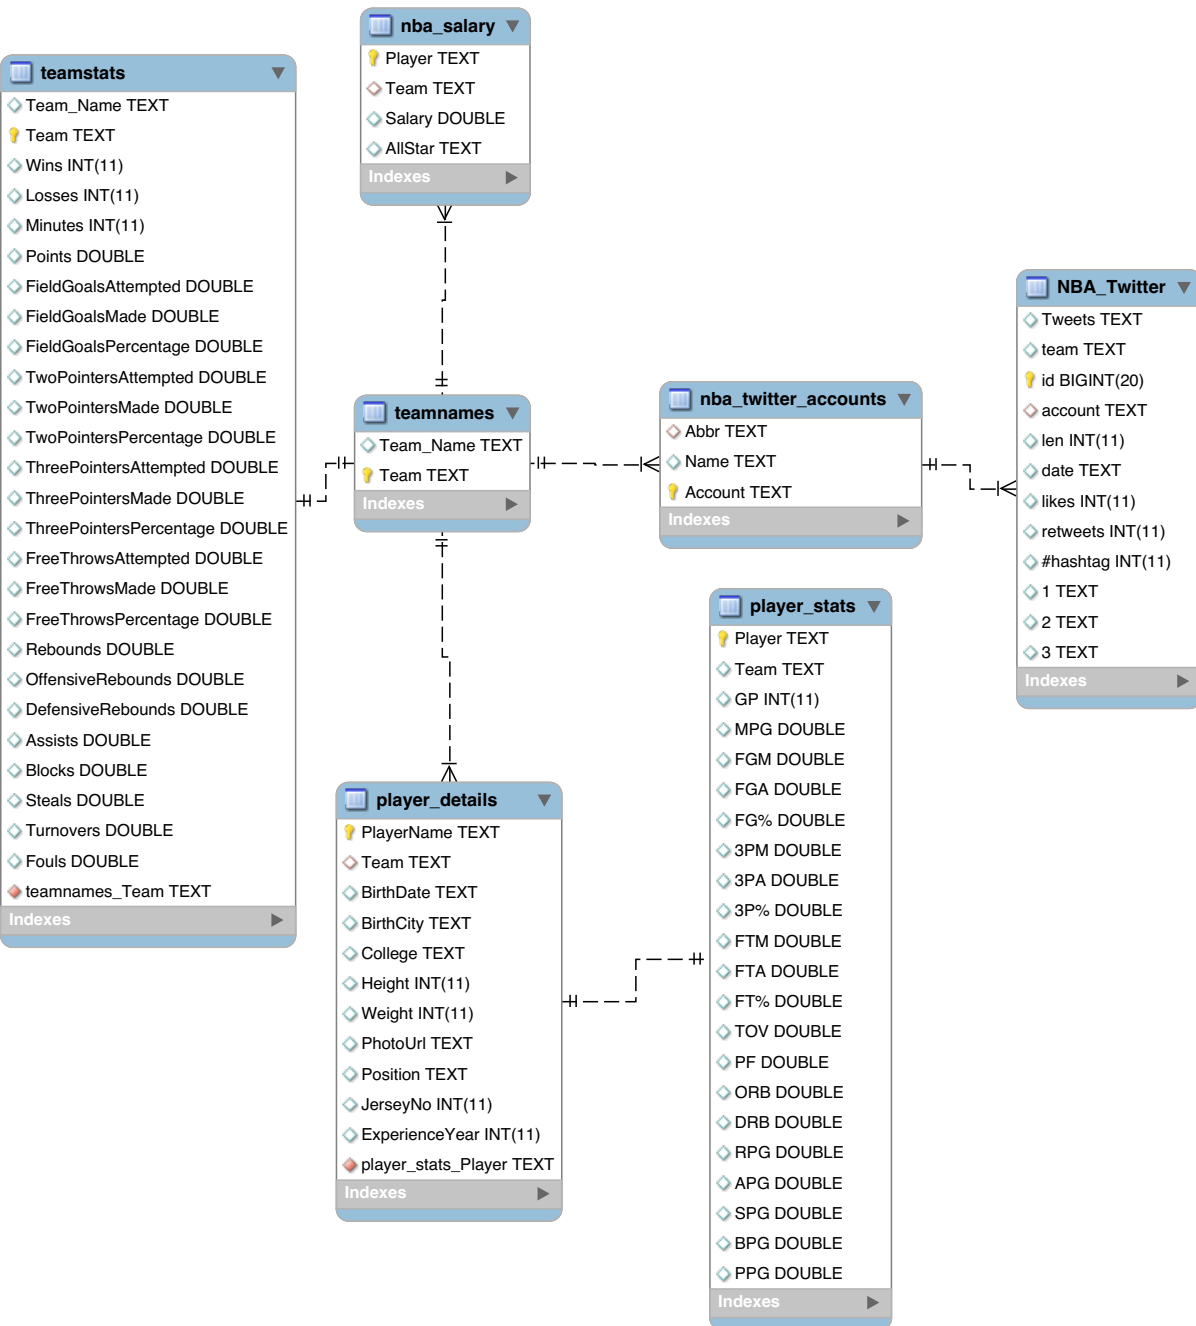 nba_salary
Player TEXT
Team TEXT
Salary DOUBLE
AllStar TEXT
Indexes
teamstats
Team_Name TEXT
Team TEXT
Wins INT(11)
Losses INT(11)
Minutes INT(11)
Points DOUBLE
FieldGoalsAttempted DOUBLE
FieldGoalsMade DOUBLE
FieldGoalsPercentage DOUBLE
TwoPointersAttempted DOUBLE
TwoPointersMade DOUBLE
TwoPointersPercentage DOUBLE
ThreePointersAttempted DOUBLE
ThreePointersMade DOUBLE
ThreePointersPercentage DOUBLE
FreeThrowsAttempted DOUBLE
FreeThrowsMade DOUBLE
FreeThrowsPercentage DOUBLE
Rebounds DOUBLE
OffensiveRebounds DOUBLE
DefensiveRebounds DOUBLE
Assists DOUBLE
Blocks DOUBLE
Steals DOUBLE
Turnovers DOUBLE
Fouls DOUBLE
teamnames_Team TEXT
Indexes
teamnames
Team_Name TEXT
Team TEXT
Indexes
nba_twitter_accounts
Abbr TEXT
Name TEXT
Account TEXT
Indexes
NBA_Twitter
Tweets TEXT
team TEXT
id BIGINT(20)
account TEXT
len INT(11)
date TEXT
likes INT(11)
retweets INT(11)
#hashtag INT(11)
1 TEXT
2 TEXT
3 TEXT
Indexes
player_details
PlayerName TEXT
Team TEXT
BirthDate TEXT
BirthCity TEXT
College TEXT
Height INT(11)
Weight INT(11)
PhotoUrl TEXT
Position TEXT
JerseyNo INT(11)
ExperienceYear INT(11)
player_stats_Player TEXT
Indexes
player_stats
Player TEXT
Team TEXT
GP INT(11)
MPG DOUBLE
FGM DOUBLE
FGA DOUBLE
FG% DOUBLE
3PM DOUBLE
3PA DOUBLE
3P% DOUBLE
FTM DOUBLE
FTA DOUBLE
FT% DOUBLE
TOV DOUBLE
PF DOUBLE
ORB DOUBLE
DRB DOUBLE
RPG DOUBLE
APG DOUBLE
SPG DOUBLE
BPG DOUBLE
PPG DOUBLE
Indexes